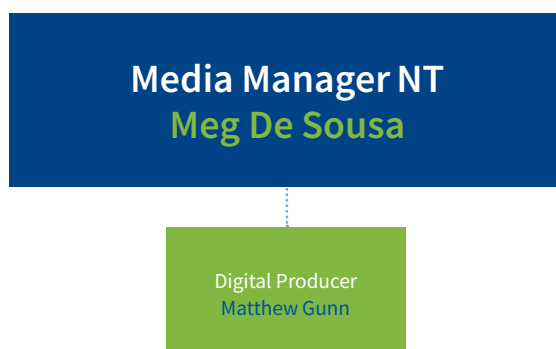 Media Manager NT
Meg De Sousa
Digital Producer
Matthew Gunn